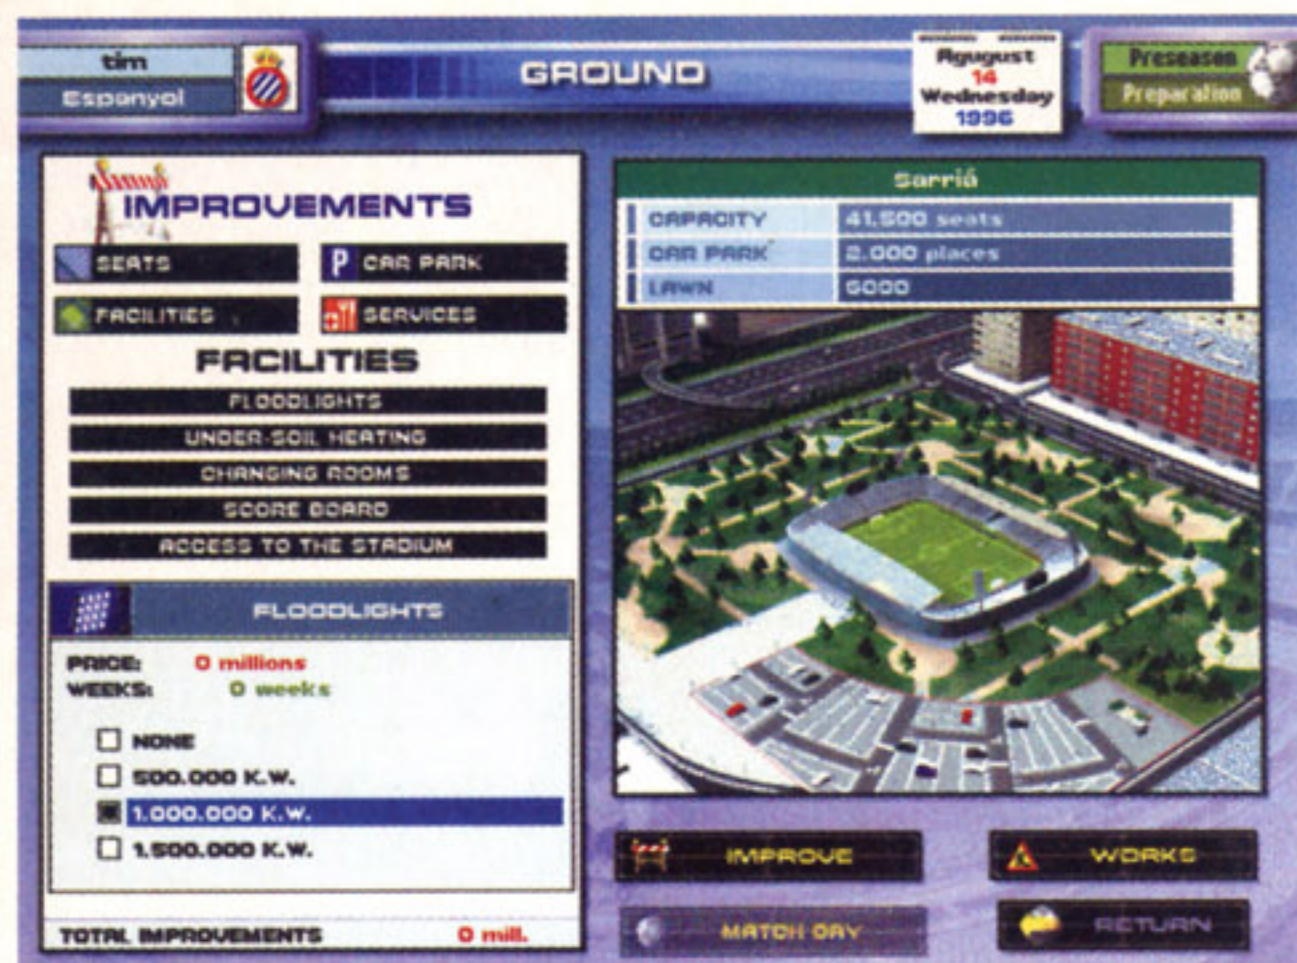 tim
Espanyol
GROUND
Agugust
14
Wednesday
1996
Preseason
Preparation
IMPROVEMENTS
SEATS
P CAR PARK
FACILITIES
SERVICES
FACILITIES
FLOODLIGHTS
UNDER-SOIL HEATING
CHANGING ROOMS
SCORE BOARD
ACCESS TO THE STADIUM
FLOODLIGHTS
PRICE: 0 millions
WEEKS: 0 weeks
NONE
500.000 K.W.
1.000.000 K.W.
1.500.000 K.W.
TOTAL IMPROVEMENTS 0 mill.
Sarriá
CAPACITY 41.500 seats
CAR PARK 2.000 places
LAWN 6000
IMPROVE
WORKS
MATCH DAY
RETURN